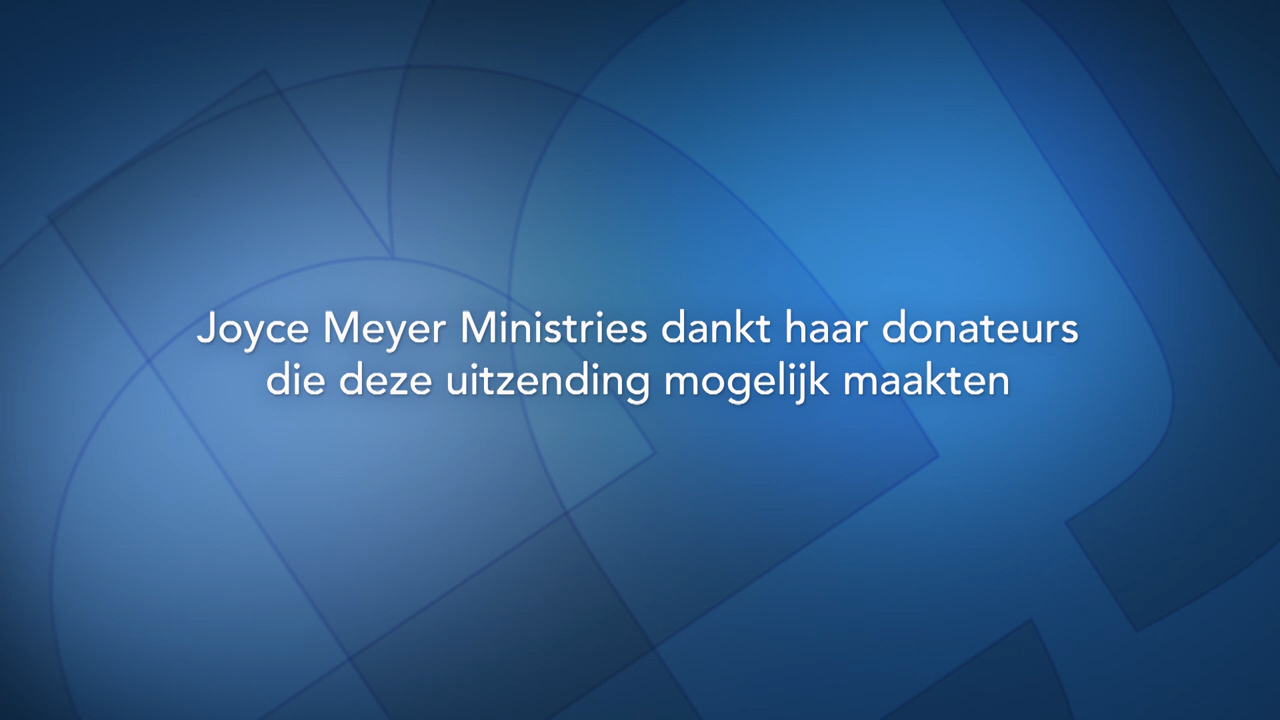 Joyce Meyer Ministries dankt haar donateurs
die deze uitzending mogelijk maakten